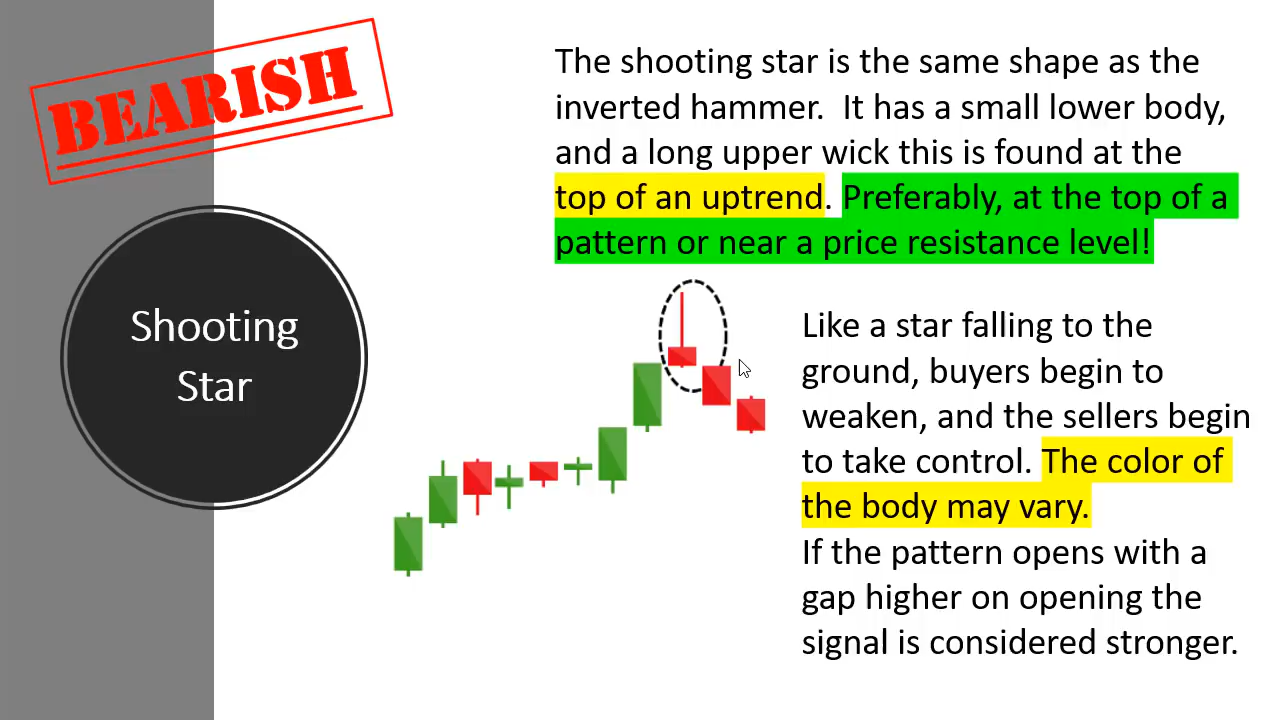 BEARISH
Shooting
Star
The shooting star is the same shape as the
inverted hammer.  It has a small lower body,
and a long upper wick this is found at the
top of an uptrend. Preferably, at the top of a
pattern or near a price resistance level!
Like a star falling to the
ground, buyers begin to
weaken, and the sellers begin
to take control. The color of
the body may vary.
If the pattern opens with a
gap higher on opening the
signal is considered stronger.